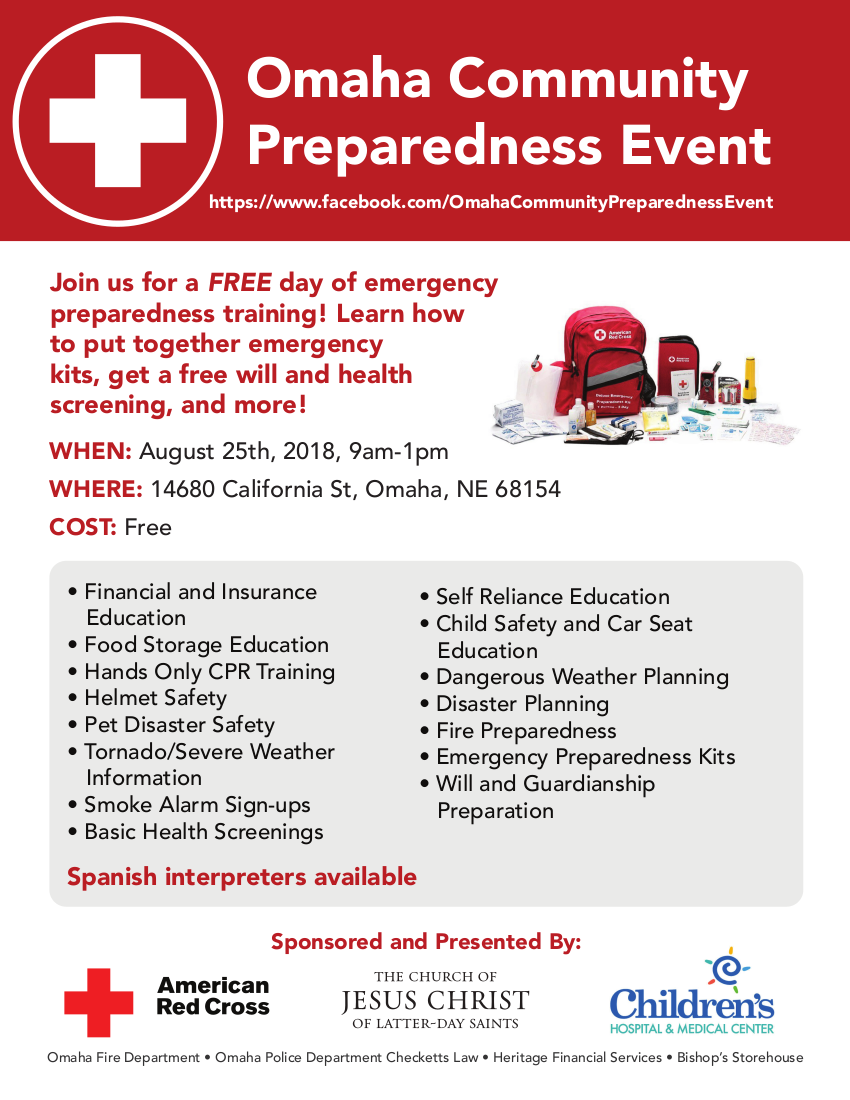 Omaha Community
Preparedness Event
https://www.facebook.com/OmahaCommunityPreparednessEvent
Join us for a FREE day of emergency
preparedness training! Learn how
to put together emergency
kits, get a free will and health
screening, and more!
American
Red Cross
WHEN: August 25th, 2018, 9am-1pm
WHERE: 14680 California St, Omaha, NE 68154
COST: Free
• Financial and Insurance
Education
• Food Storage Education
• Hands Only CPR Training
• Helmet Safety
• Pet Disaster Safety
• Tornado/Severe Weather
Information
• Smoke Alarm Sign-ups
• Basic Health Screenings
• Self Reliance Education
• Child Safety and Car Seat
Education
• Dangerous Weather Planning
• Disaster Planning
• Fire Preparedness
• Emergency Preparedness Kits
• Will and Guardianship
Preparation
Spanish interpreters available
Sponsored and Presented By:
American
Red Cross
THE CHURCH OF
JESUS CHRIST
OF LATTER-DAY SAINTS
Children's
HOSPITAL & MEDICAL CENTER
Omaha Fire Department • Omaha Police Department Checketts Law • Heritage Financial Services • Bishop's Storehouse